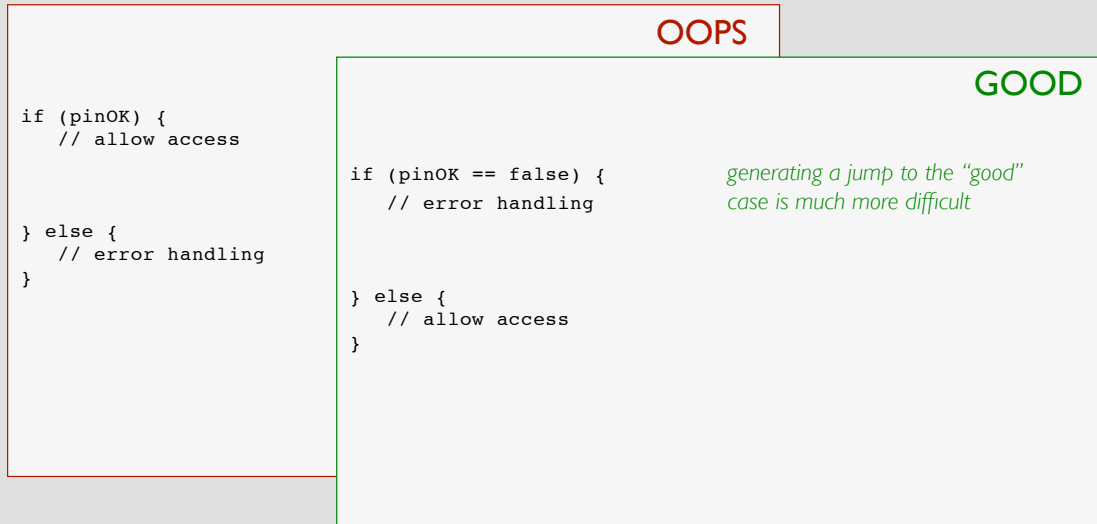 OOPS
if (pinOK) {
// allow access
} else {
// error handling
}
GOOD
if (pinOK == false) {
// error handling
} else {
// allow access
}
generating a jump to the “good”
case is much more difficult